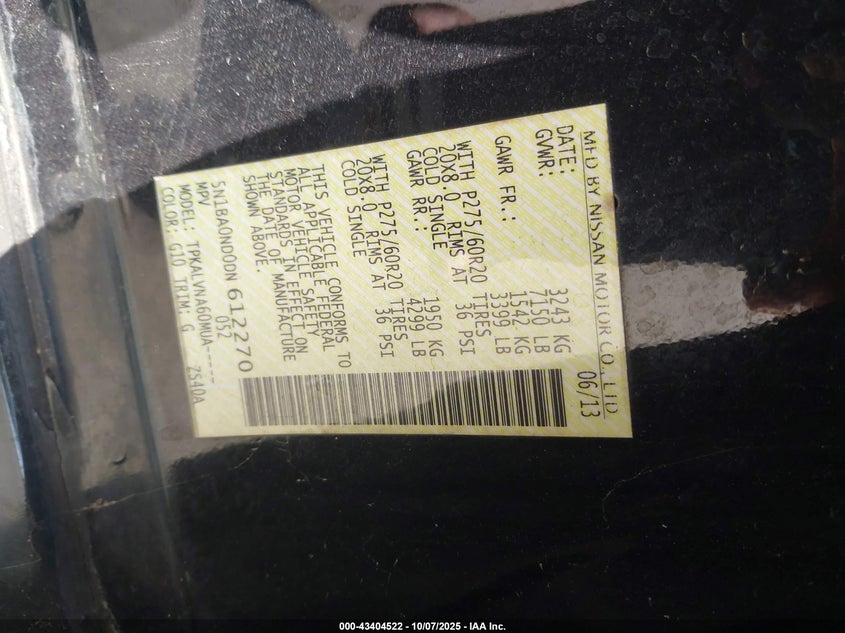 MFD BY NISSAN MOTOR CO., LTD
DATE: 06/13
GVWR: 3243 KG
7150 LB
GAWR FR.: 1542 KG
3399 LB
WITH P275/60R20 TIRES
20X8.0 RIMS AT 36 PSI
COLD SINGLE
GAWR RR.: 1950 KG
4299 LB
WITH P275/60R20 TIRES
20X8.0 RIMS AT 36 PSI
COLD SINGLE
THIS VEHICLE CONFORMS TO
ALL APPLICABLE FEDERAL
MOTOR VEHICLE SAFETY
STANDARDS IN EFFECT ON
THE DATE OF MANUFACTURE
SHOWN ABOVE.
5N1BA0ND0DN612270
MPV 052
MODEL: TPKALVNA60MUA-----
COLOR: G10 TRIM: G ZS40A
000-43404522 - 10/07/2025 - IAA Inc.